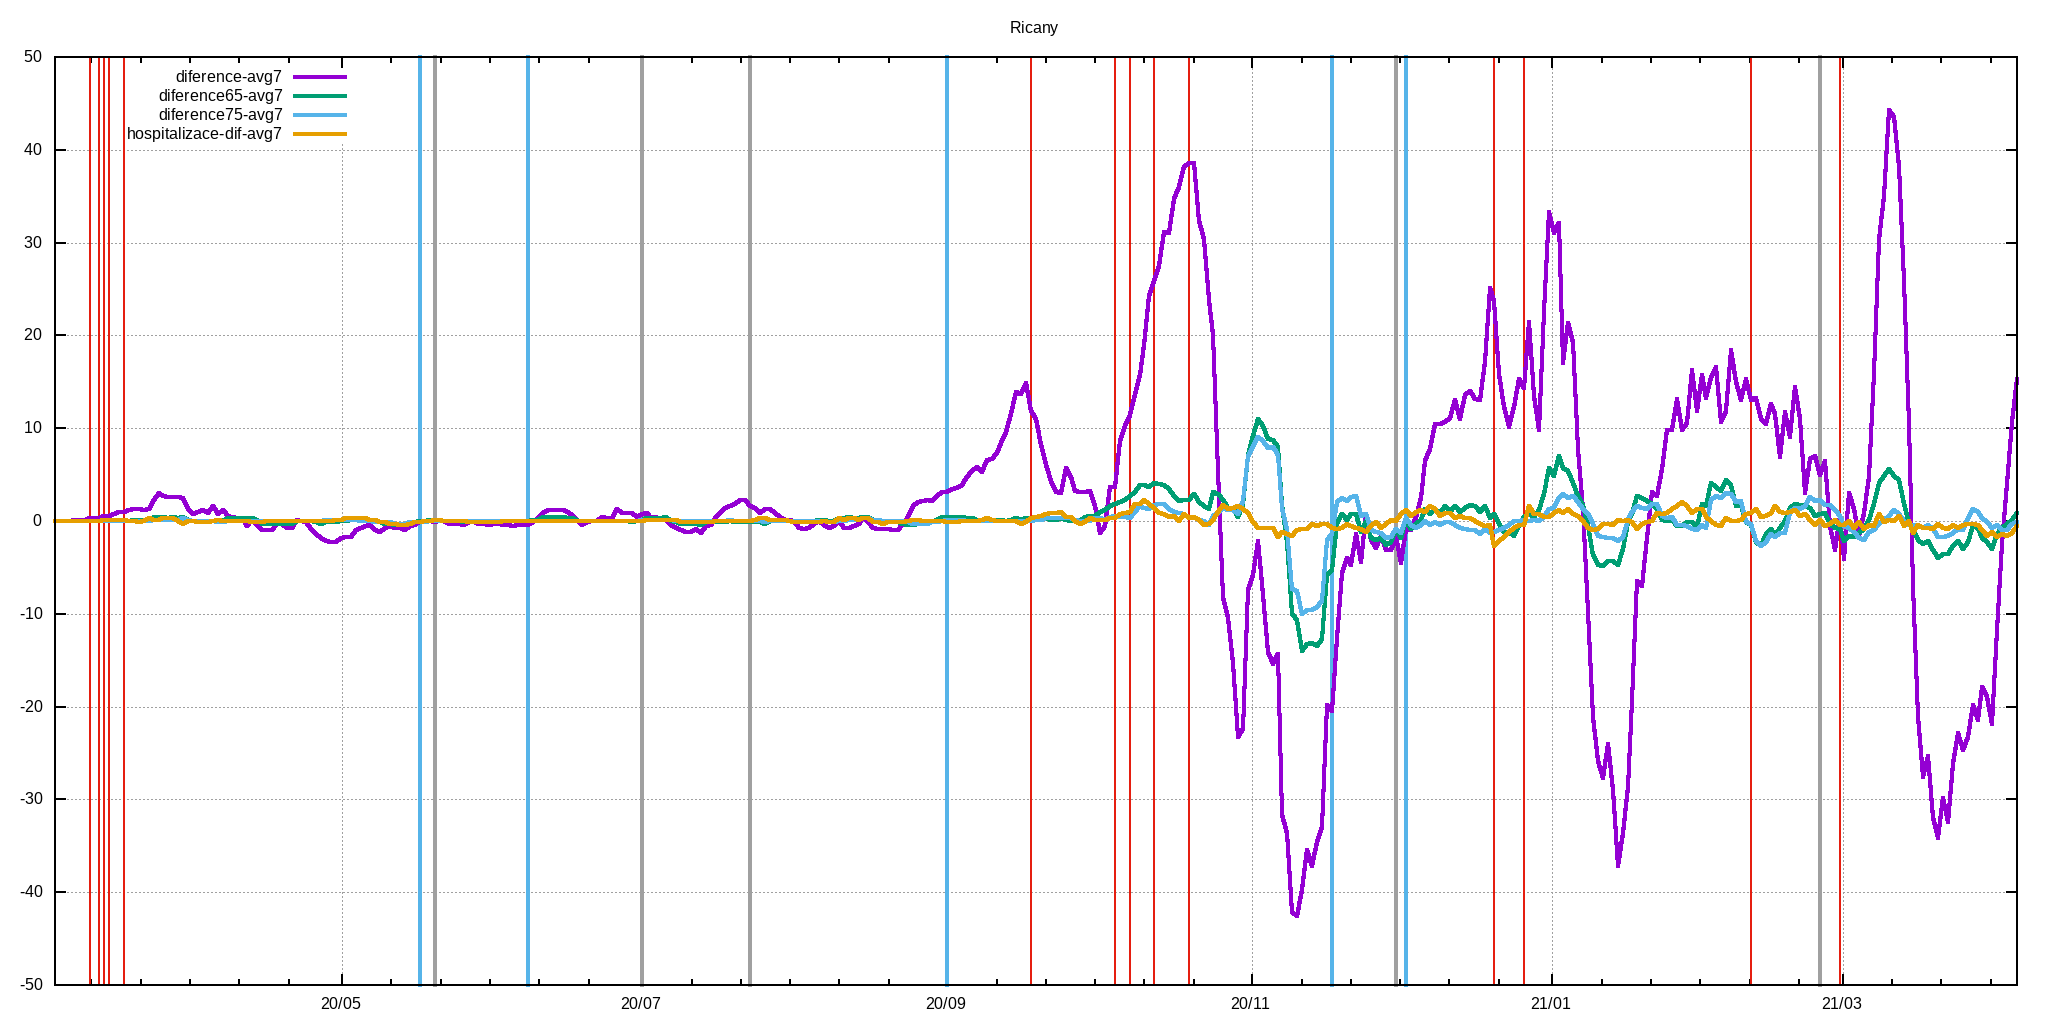 Ricany
diference-avg7
diference65-avg7
diference75-avg7
hospitalizace-dif-avg7
50
40
30
20
10
0
-10
-20
-30
-40
-50
20/05 20/07 20/09 20/11 21/01 21/03